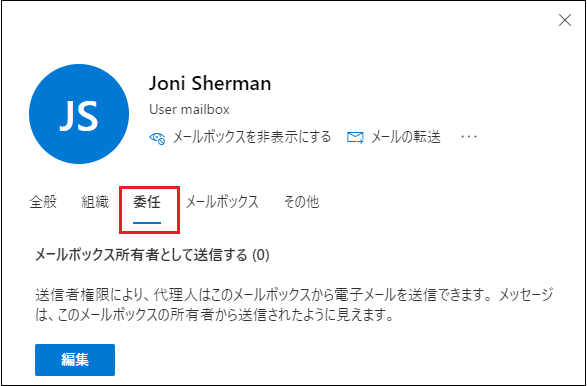 JS
Joni Sherman
User mailbox
メールボックスを非表示にする メールの転送 ···
全般 組織 委任 メールボックス その他
メールボックス所有者として送信する (0)
送信者権限により、代理人はこのメールボックスから電子メールを送信できます。メッセージ
は、このメールボックスの所有者から送信されたように見えます。
編集